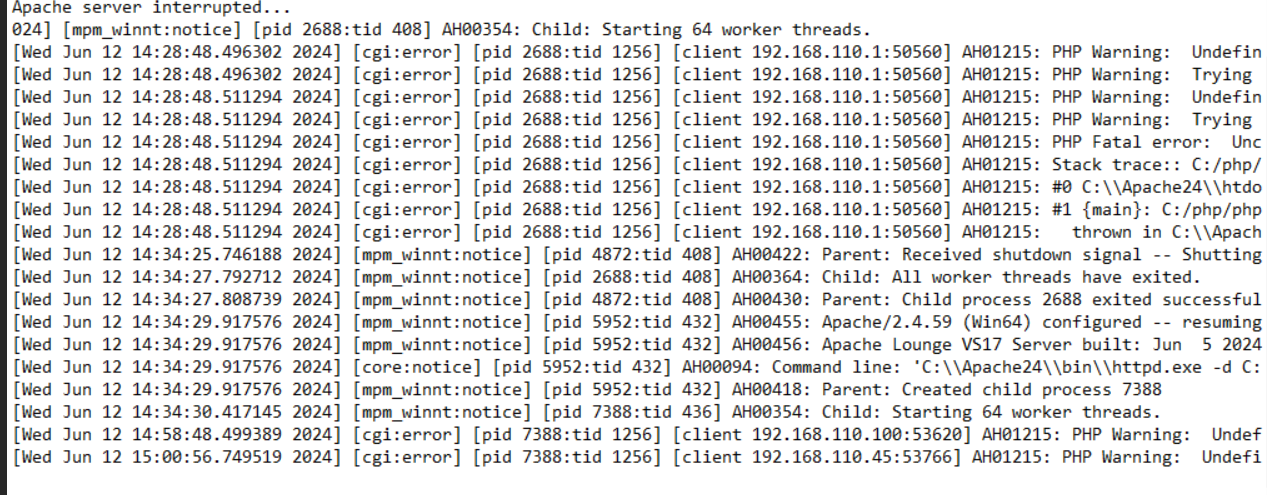 Apache server interrupted...
024] [mpm_winnt:notice] [pid 2688:tid 408] AH00354: Child: Starting 64 worker threads.
[Wed Jun 12 14:28:48.496302 2024] [cgi:error] [pid 2688:tid 1256] [client 192.168.110.1:50560] AH01215: PHP Warning:  Undefin
[Wed Jun 12 14:28:48.496302 2024] [cgi:error] [pid 2688:tid 1256] [client 192.168.110.1:50560] AH01215: PHP Warning:  Trying
[Wed Jun 12 14:28:48.511294 2024] [cgi:error] [pid 2688:tid 1256] [client 192.168.110.1:50560] AH01215: PHP Warning:  Undefin
[Wed Jun 12 14:28:48.511294 2024] [cgi:error] [pid 2688:tid 1256] [client 192.168.110.1:50560] AH01215: PHP Warning:  Trying
[Wed Jun 12 14:28:48.511294 2024] [cgi:error] [pid 2688:tid 1256] [client 192.168.110.1:50560] AH01215: PHP Fatal error:  Unc
[Wed Jun 12 14:28:48.511294 2024] [cgi:error] [pid 2688:tid 1256] [client 192.168.110.1:50560] AH01215: Stack trace:: C:/php/
[Wed Jun 12 14:28:48.511294 2024] [cgi:error] [pid 2688:tid 1256] [client 192.168.110.1:50560] AH01215: #0 C:\\Apache24\\htdo
[Wed Jun 12 14:28:48.511294 2024] [cgi:error] [pid 2688:tid 1256] [client 192.168.110.1:50560] AH01215: #1 {main}: C:/php/php
[Wed Jun 12 14:28:48.511294 2024] [cgi:error] [pid 2688:tid 1256] [client 192.168.110.1:50560] AH01215:   thrown in C:\\Apach
[Wed Jun 12 14:34:25.746188 2024] [mpm_winnt:notice] [pid 4872:tid 408] AH00422: Parent: Received shutdown signal -- Shutting
[Wed Jun 12 14:34:27.792712 2024] [mpm_winnt:notice] [pid 2688:tid 408] AH00364: Child: All worker threads have exited.
[Wed Jun 12 14:34:27.808739 2024] [mpm_winnt:notice] [pid 4872:tid 408] AH00430: Parent: Child process 2688 exited successful
[Wed Jun 12 14:34:29.917576 2024] [mpm_winnt:notice] [pid 5952:tid 432] AH00455: Apache/2.4.59 (Win64) configured -- resuming
[Wed Jun 12 14:34:29.917576 2024] [mpm_winnt:notice] [pid 5952:tid 432] AH00456: Apache Lounge VS17 Server built: Jun  5 2024
[Wed Jun 12 14:34:29.917576 2024] [core:notice] [pid 5952:tid 432] AH00094: Command line: 'C:\\Apache24\\bin\\httpd.exe -d C:
[Wed Jun 12 14:34:29.917576 2024] [mpm_winnt:notice] [pid 5952:tid 432] AH00418: Parent: Created child process 7388
[Wed Jun 12 14:34:30.417145 2024] [mpm_winnt:notice] [pid 7388:tid 436] AH00354: Child: Starting 64 worker threads.
[Wed Jun 12 14:58:48.499389 2024] [cgi:error] [pid 7388:tid 1256] [client 192.168.110.100:53620] AH01215: PHP Warning:  Undef
[Wed Jun 12 15:00:56.749519 2024] [cgi:error] [pid 7388:tid 1256] [client 192.168.110.45:53766] AH01215: PHP Warning:  Undefi